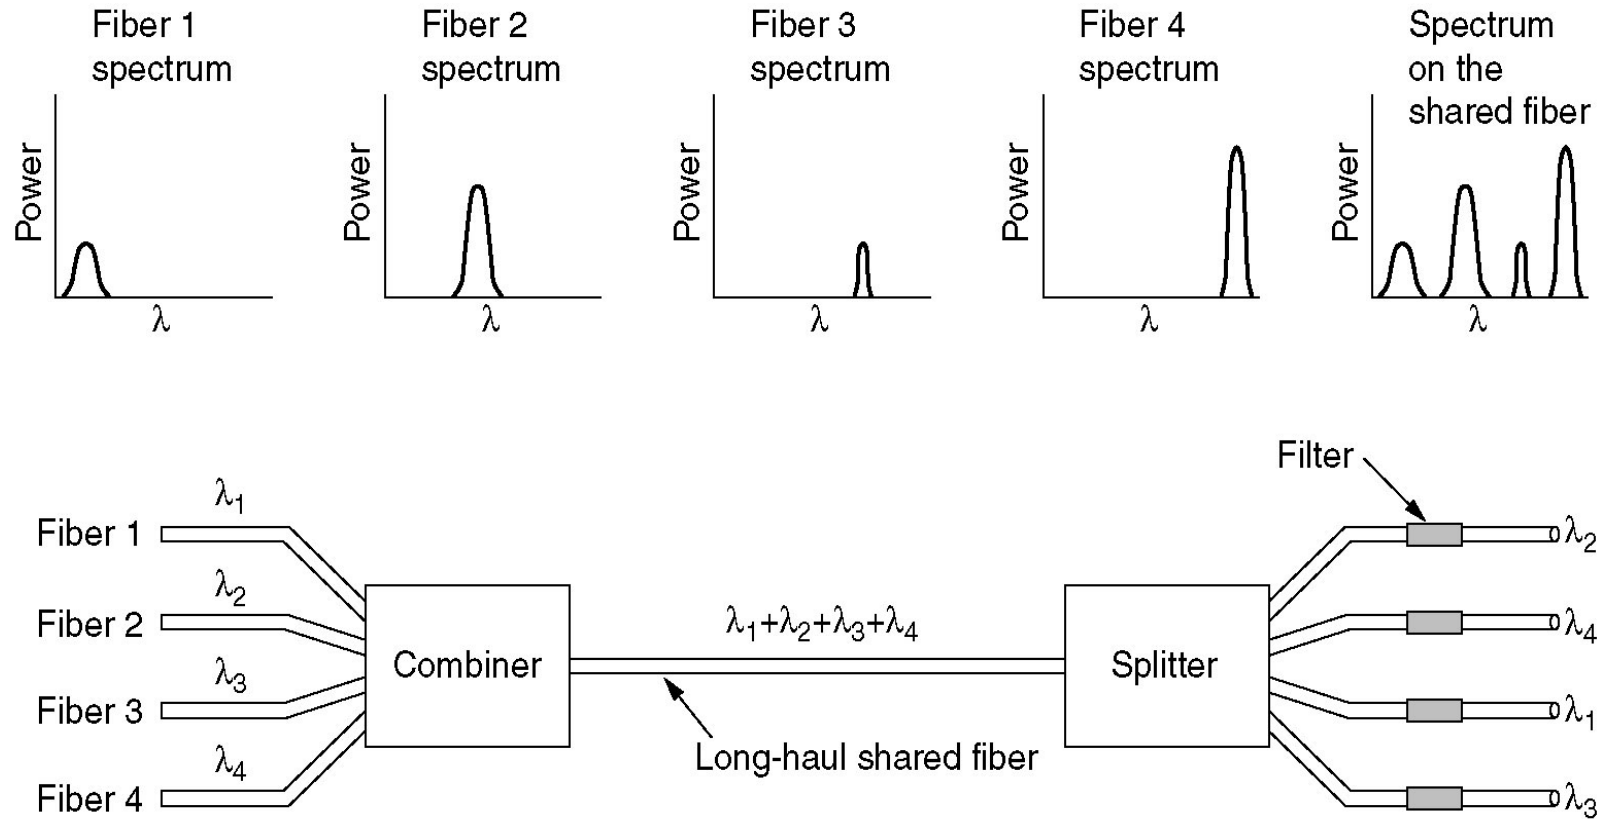 Fiber 1
spectrum
Fiber 2
spectrum
Fiber 3
spectrum
Fiber 4
spectrum
Spectrum
on the
shared fiber
Power
λ
Power
λ
Power
λ
Power
λ
Power
λ
Filter
λ1
Fiber 1
λ2
Fiber 2
λ3
Fiber 3
λ4
Fiber 4
Combiner
λ1+λ2+λ3+λ4
Long-haul shared fiber
Splitter
λ2
λ4
λ1
λ3